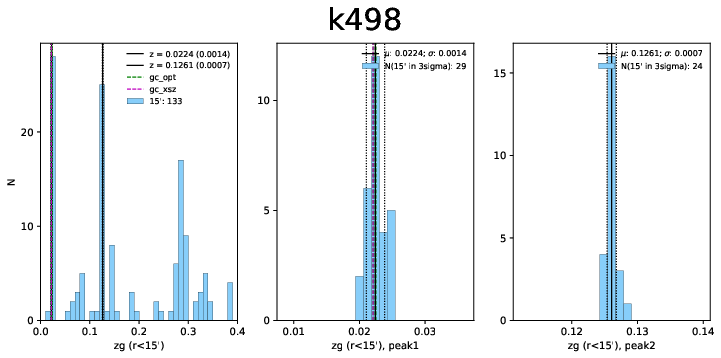 k498
z = 0.0224 (0.0014)
z = 0.1261 (0.0007)
gc_opt
gc_xsz
15': 133
N
20
10
0
0.0 0.1 0.2 0.3 0.4
zg (r<15')
μ: 0.0224; σ: 0.0014
N(15' in 3sigma): 29
10
5
0
0.01 0.02 0.03
zg (r<15'), peak1
μ: 0.1261; σ: 0.0007
N(15' in 3sigma): 24
15
10
5
0
0.12 0.13 0.14
zg (r<15'), peak2